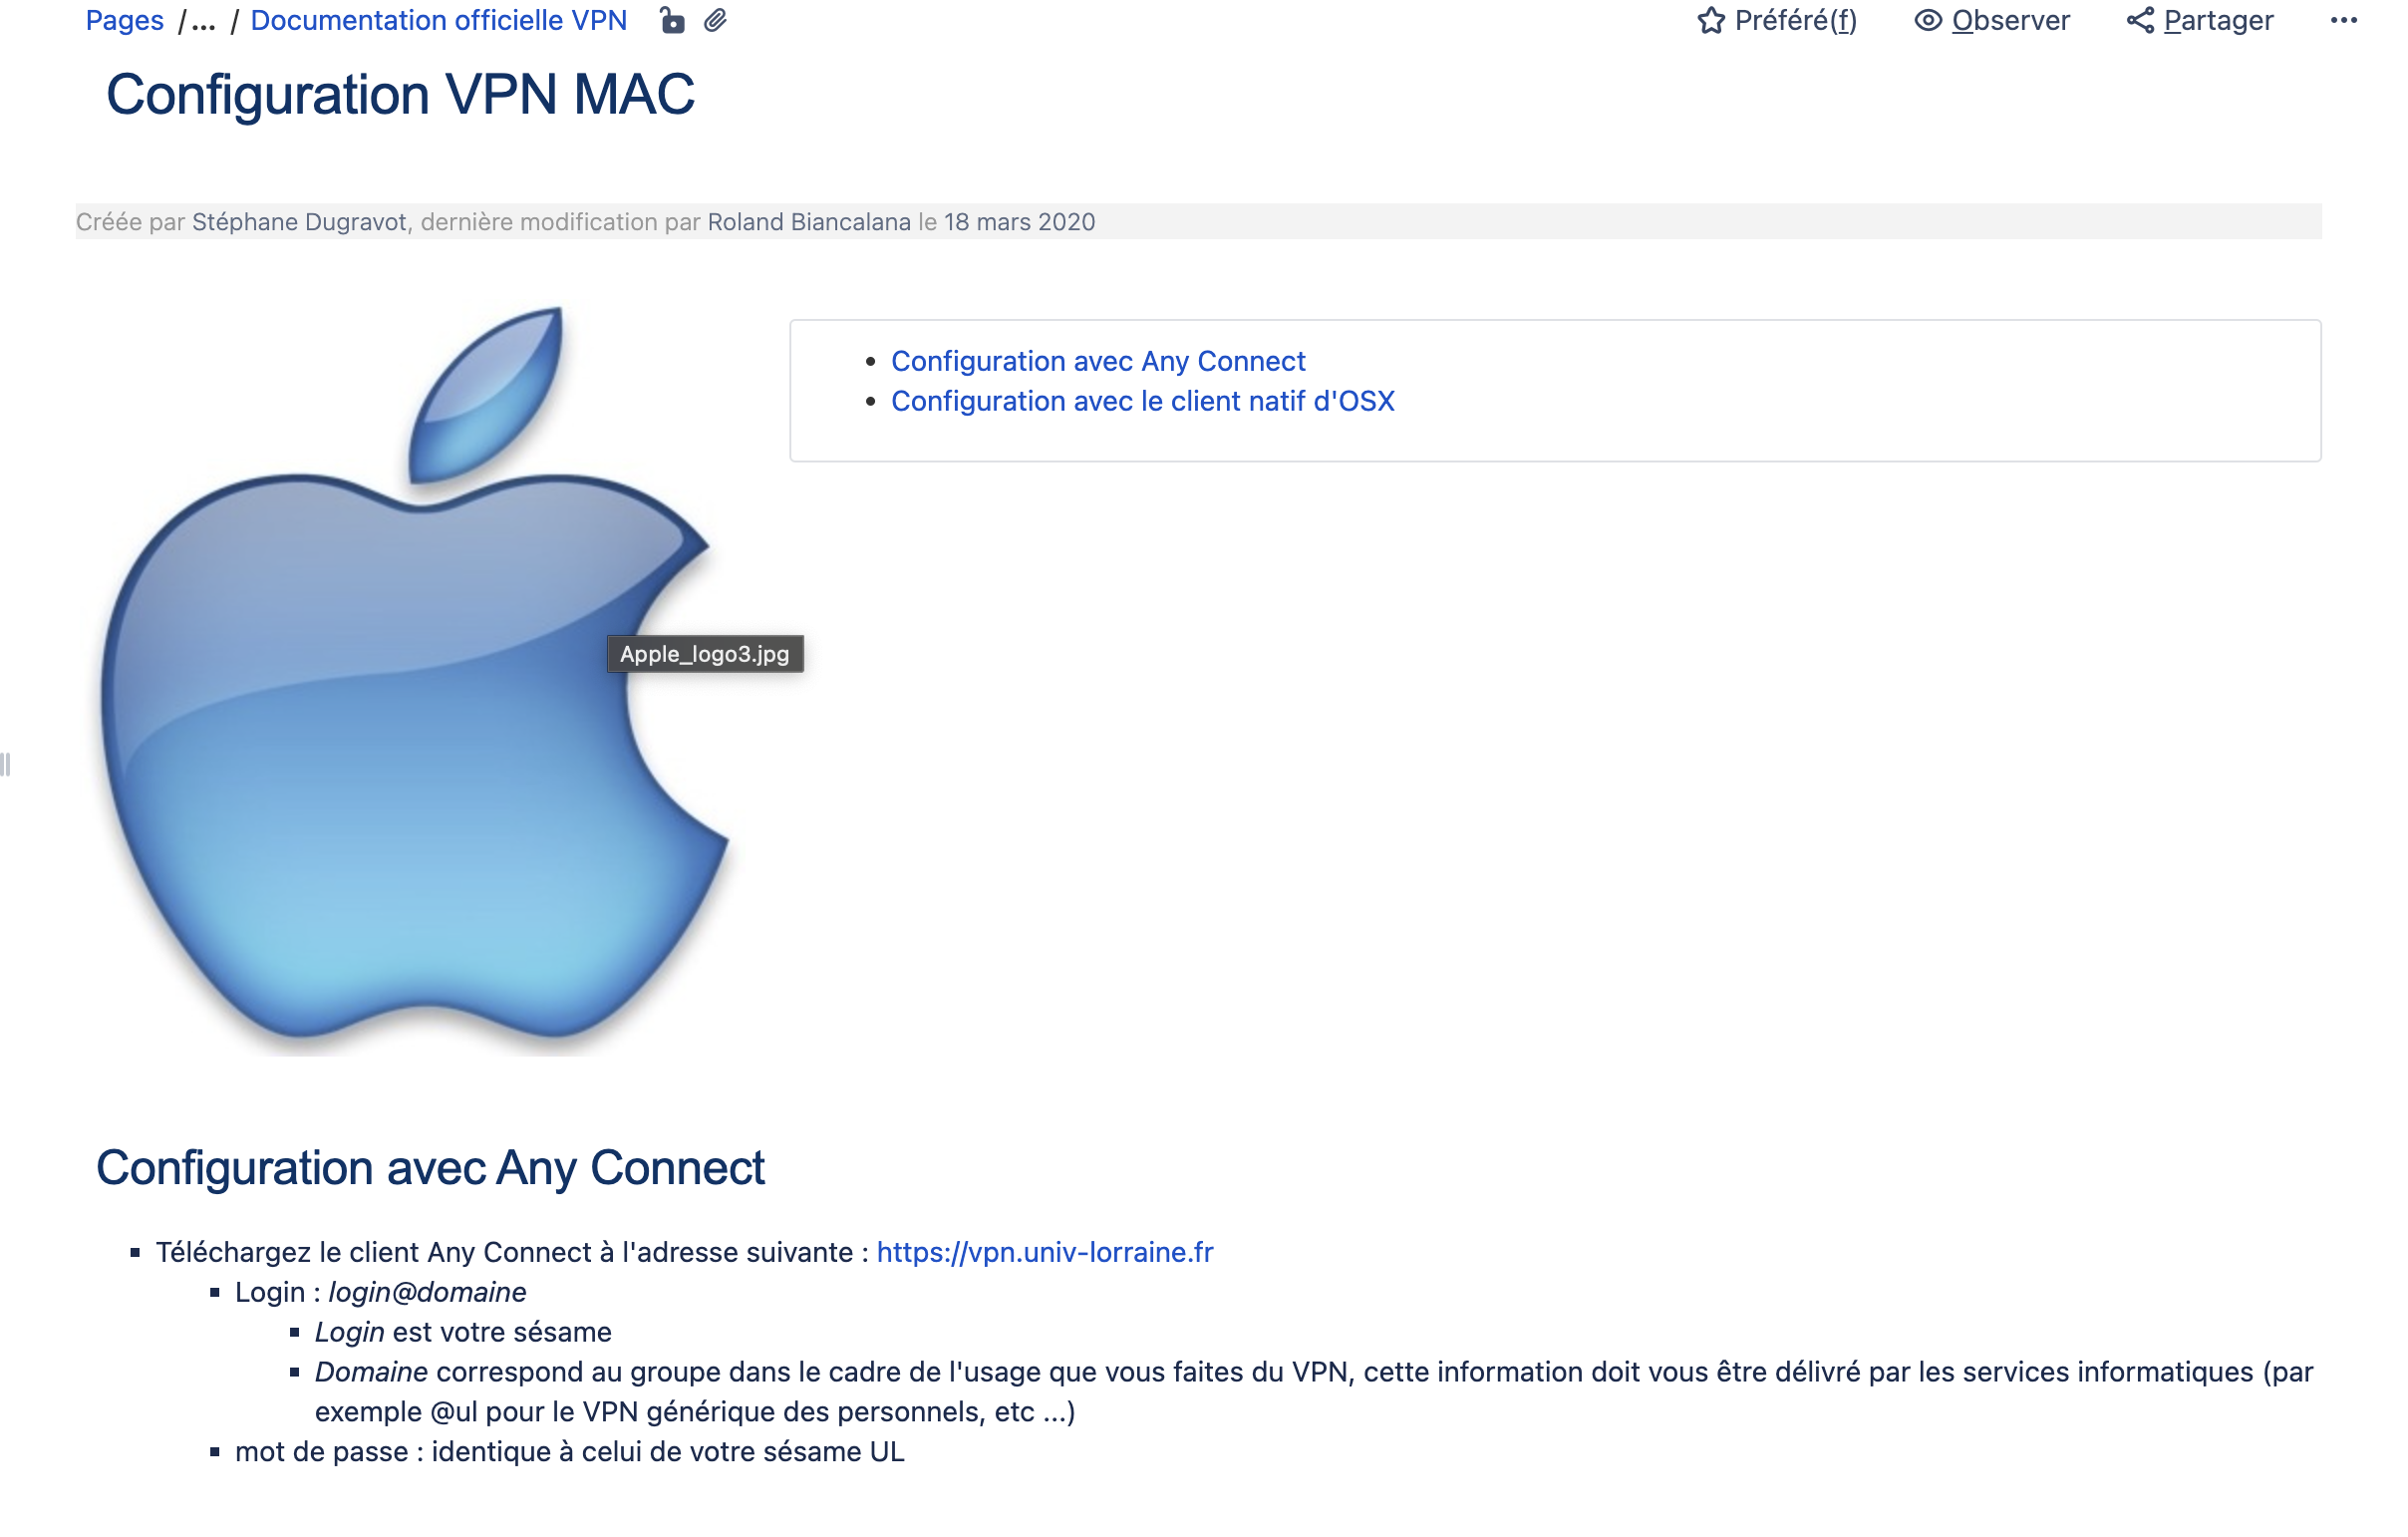 Pages / ... / Documentation officielle VPN
Préféré(f) Observer Partager ...
Configuration VPN MAC
Créée par Stéphane Dugravot, dernière modification par Roland Biancalana le 18 mars 2020
• Configuration avec Any Connect
• Configuration avec le client natif d'OSX
Apple_logo3.jpg
Configuration avec Any Connect
▪ Téléchargez le client Any Connect à l'adresse suivante : https://vpn.univ-lorraine.fr
▪ Login : login@domaine
▪ Login est votre sésame
▪ Domaine correspond au groupe dans le cadre de l'usage que vous faites du VPN, cette information doit vous être délivré par les services informatiques (par
exemple @ul pour le VPN générique des personnels, etc ...)
▪ mot de passe : identique à celui de votre sésame UL